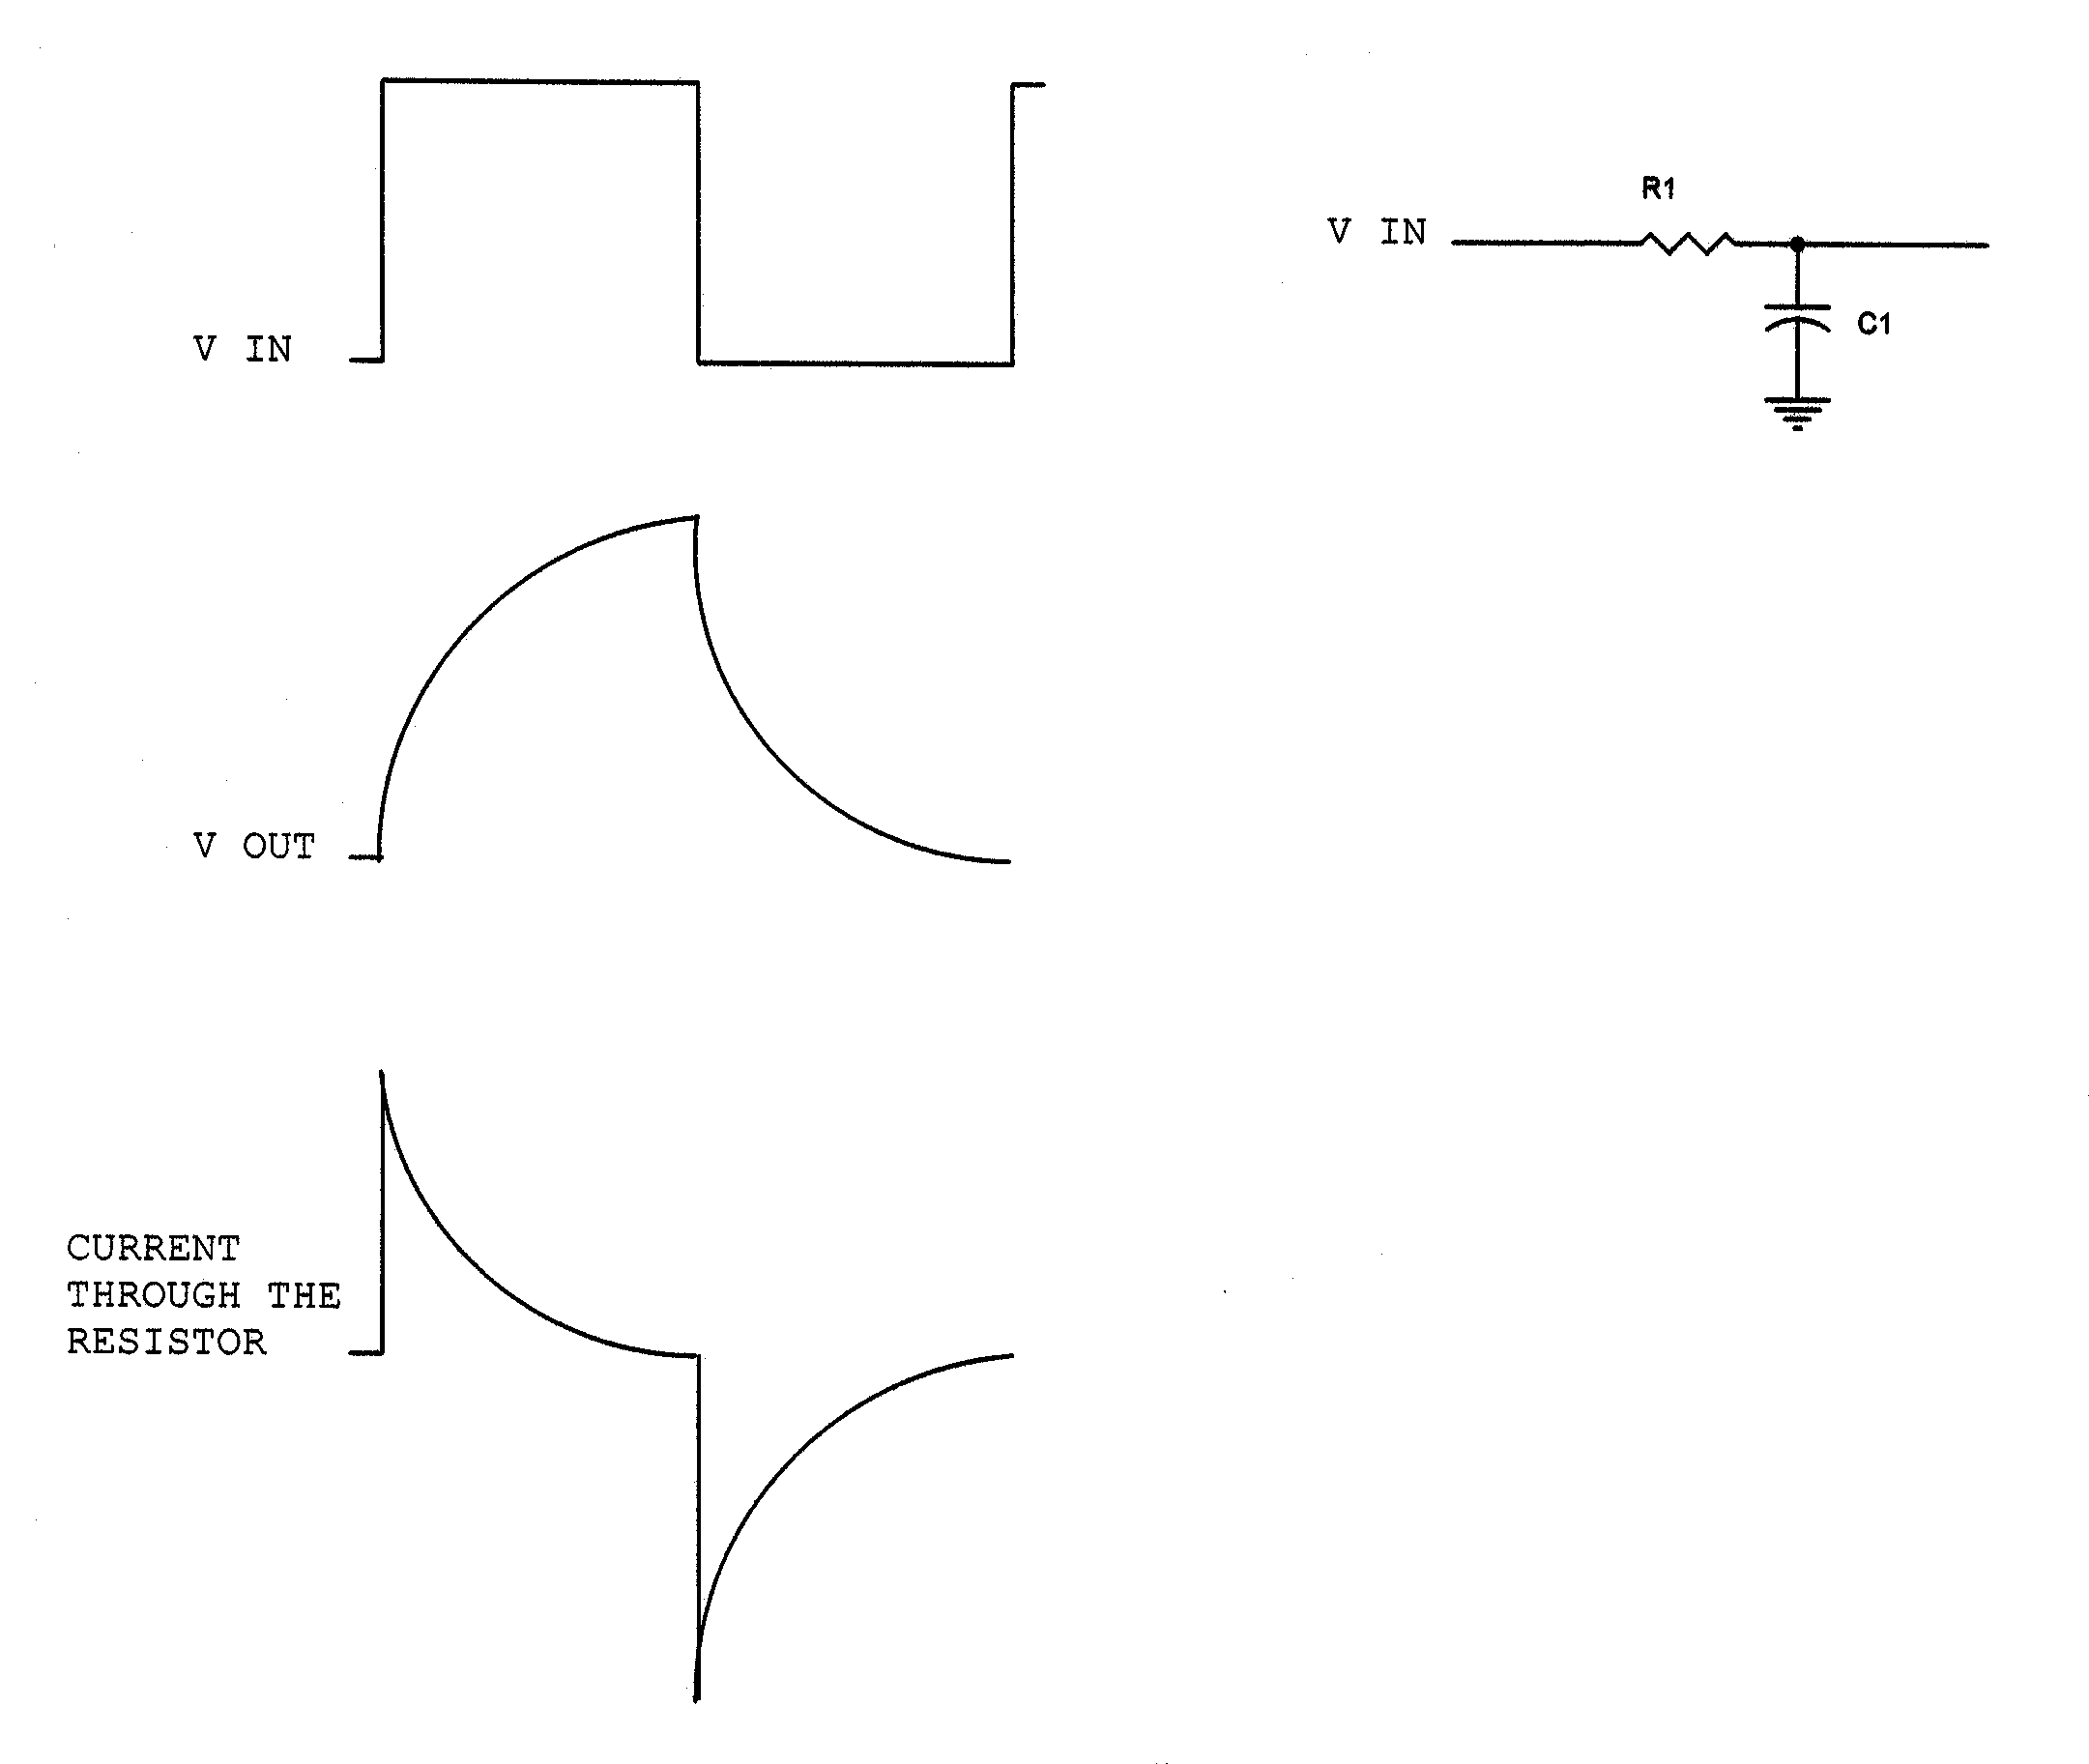 R1
V IN
C1
V IN
V OUT
CURRENT
THROUGH THE
RESISTOR